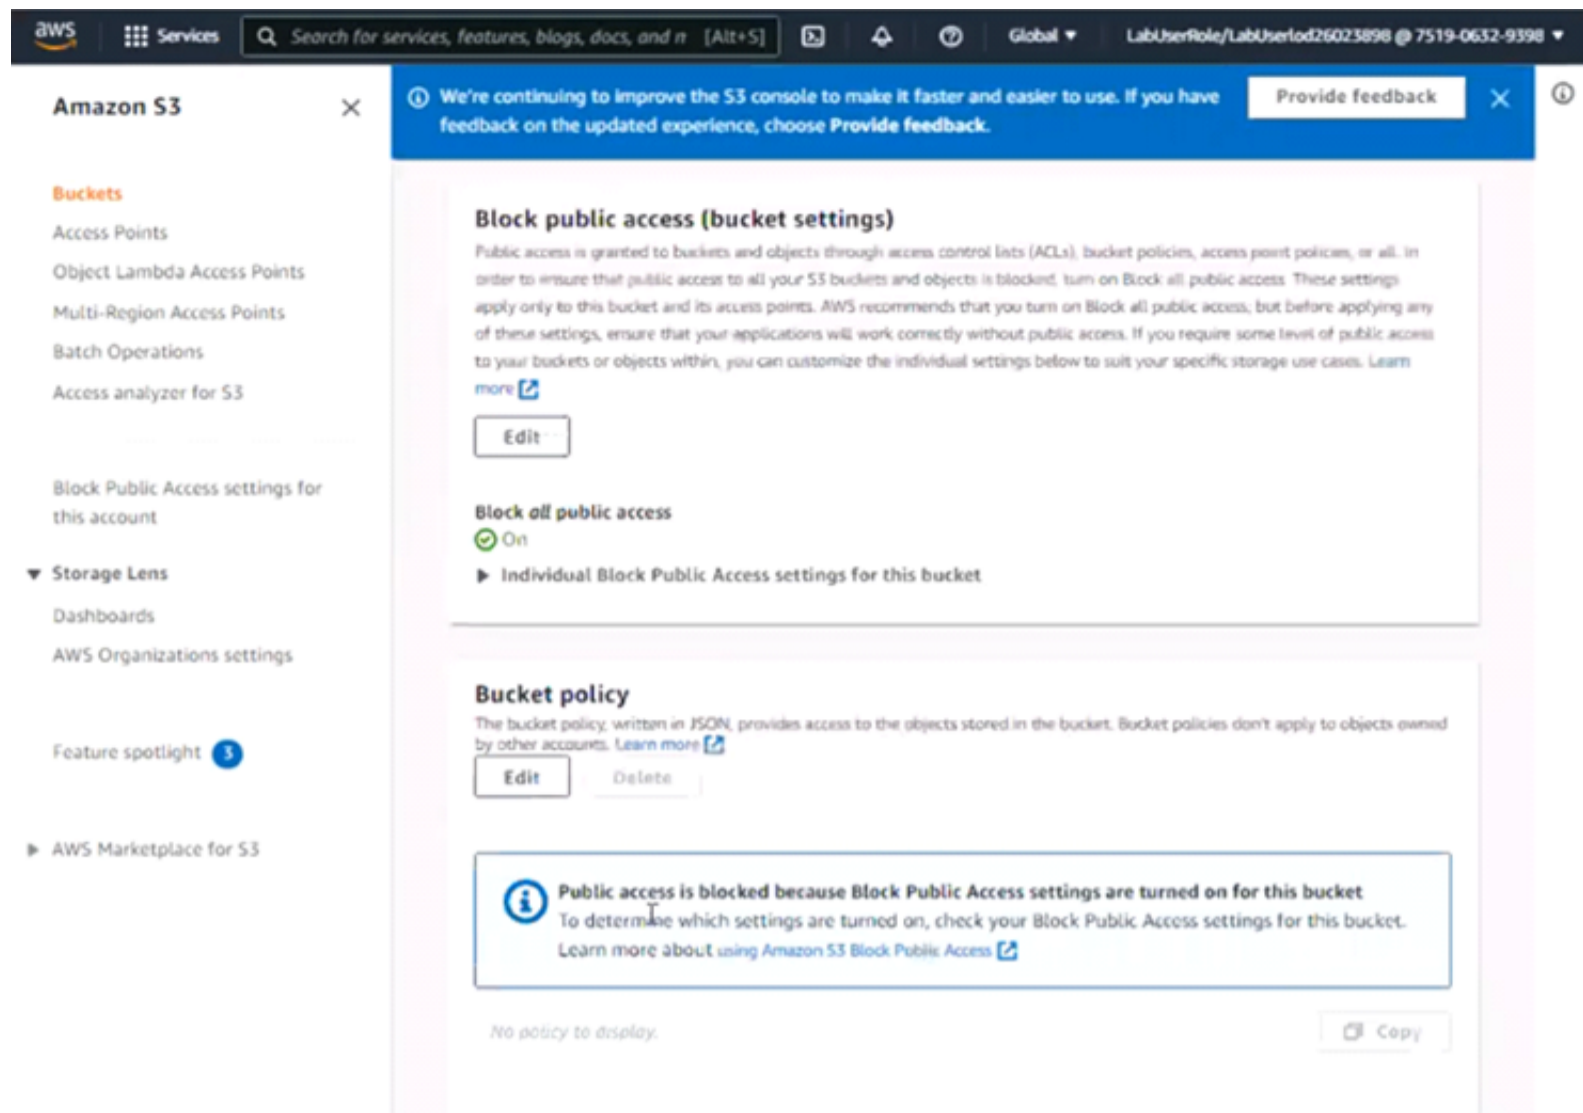 aws
Services
Search for services, features, blogs, docs, and m [Alt+S]
Global
LabUserRole/LabUserlod26023898 @ 7519-0632-9398
Amazon S3
Buckets
Access Points
Object Lambda Access Points
Multi-Region Access Points
Batch Operations
Access analyzer for S3
Block Public Access settings for
this account
Storage Lens
Dashboards
AWS Organizations settings
Feature spotlight 3
AWS Marketplace for S3
We're continuing to improve the S3 console to make it faster and easier to use. If you have
feedback on the updated experience, choose Provide feedback.
Provide feedback
Block public access (bucket settings)
Public access is granted to buckets and objects through access control lists (ACLs), bucket policies, access point policies, or all. In
order to ensure that public access to all your S3 buckets and objects is blocked, turn on Block all public access. These settings
apply only to this bucket and its access points. AWS recommends that you turn on Block all public access, but before applying any
of these settings, ensure that your applications will work correctly without public access. If you require some level of public access
to your buckets or objects within, you can customize the individual settings below to suit your specific storage use cases. Learn
more
Edit
Block all public access
On
Individual Block Public Access settings for this bucket
Bucket policy
The bucket policy, written in JSON, provides access to the objects stored in the bucket. Bucket policies don't apply to objects owned
by other accounts. Learn more
Edit
Delete
Public access is blocked because Block Public Access settings are turned on for this bucket
To determine which settings are turned on, check your Block Public Access settings for this bucket.
Learn more about using Amazon S3 Block Public Access
No policy to display.
Copy